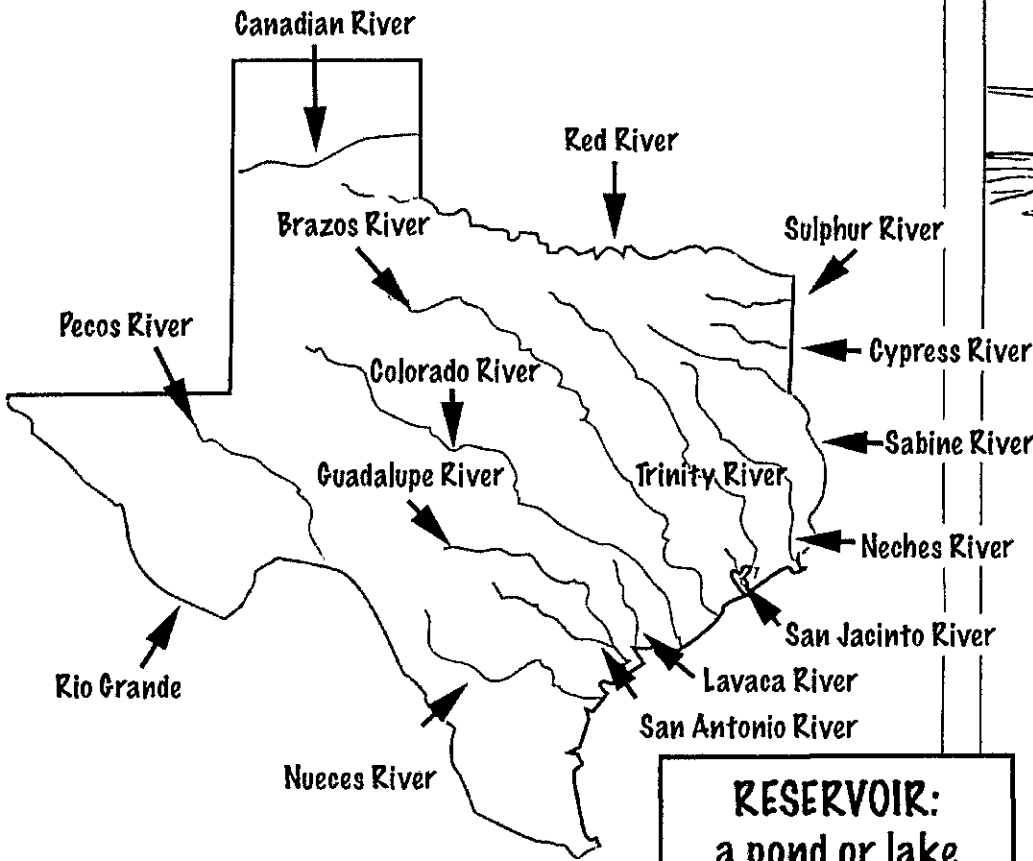 Canadian River
Red River
Brazos River
Sulphur River
Pecos River
Cypress River
Colorado River
Sabine River
Guadalupe River
Trinity River
Neches River
San Jacinto River
Rio Grande
Lavaca River
San Antonio River
Nueces River
RESERVOIR:
a pond or lake